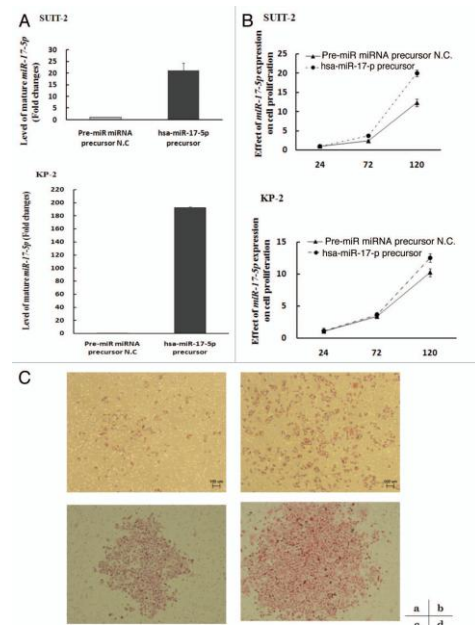 A
SUIT-2
Level of mature miR-17-5p
(Fold changes)
30
25
20
15
10
5
0
Pre-miR miRNA
precursor N.C
hsa-miR-17-5p
precursor
KP-2
Level of mature miR-17-5p (Fold changes)
200
180
160
140
120
100
80
60
40
20
0
Pre-miR miRNA
precursor N.C
hsa-miR-17-5p
precursor
B
SUIT-2
Effect of miR-17-5p expression
on cell proliferation
25
20
15
10
5
0
Pre-miR miRNA precursor N.C.
hsa-miR-17-p precursor
24 72 120
KP-2
Effect of miR-17-5p expression
on cell proliferation
15
10
5
0
Pre-miR miRNA precursor N.C.
hsa-miR-17-p precursor
24 72 120
C
a b
c d